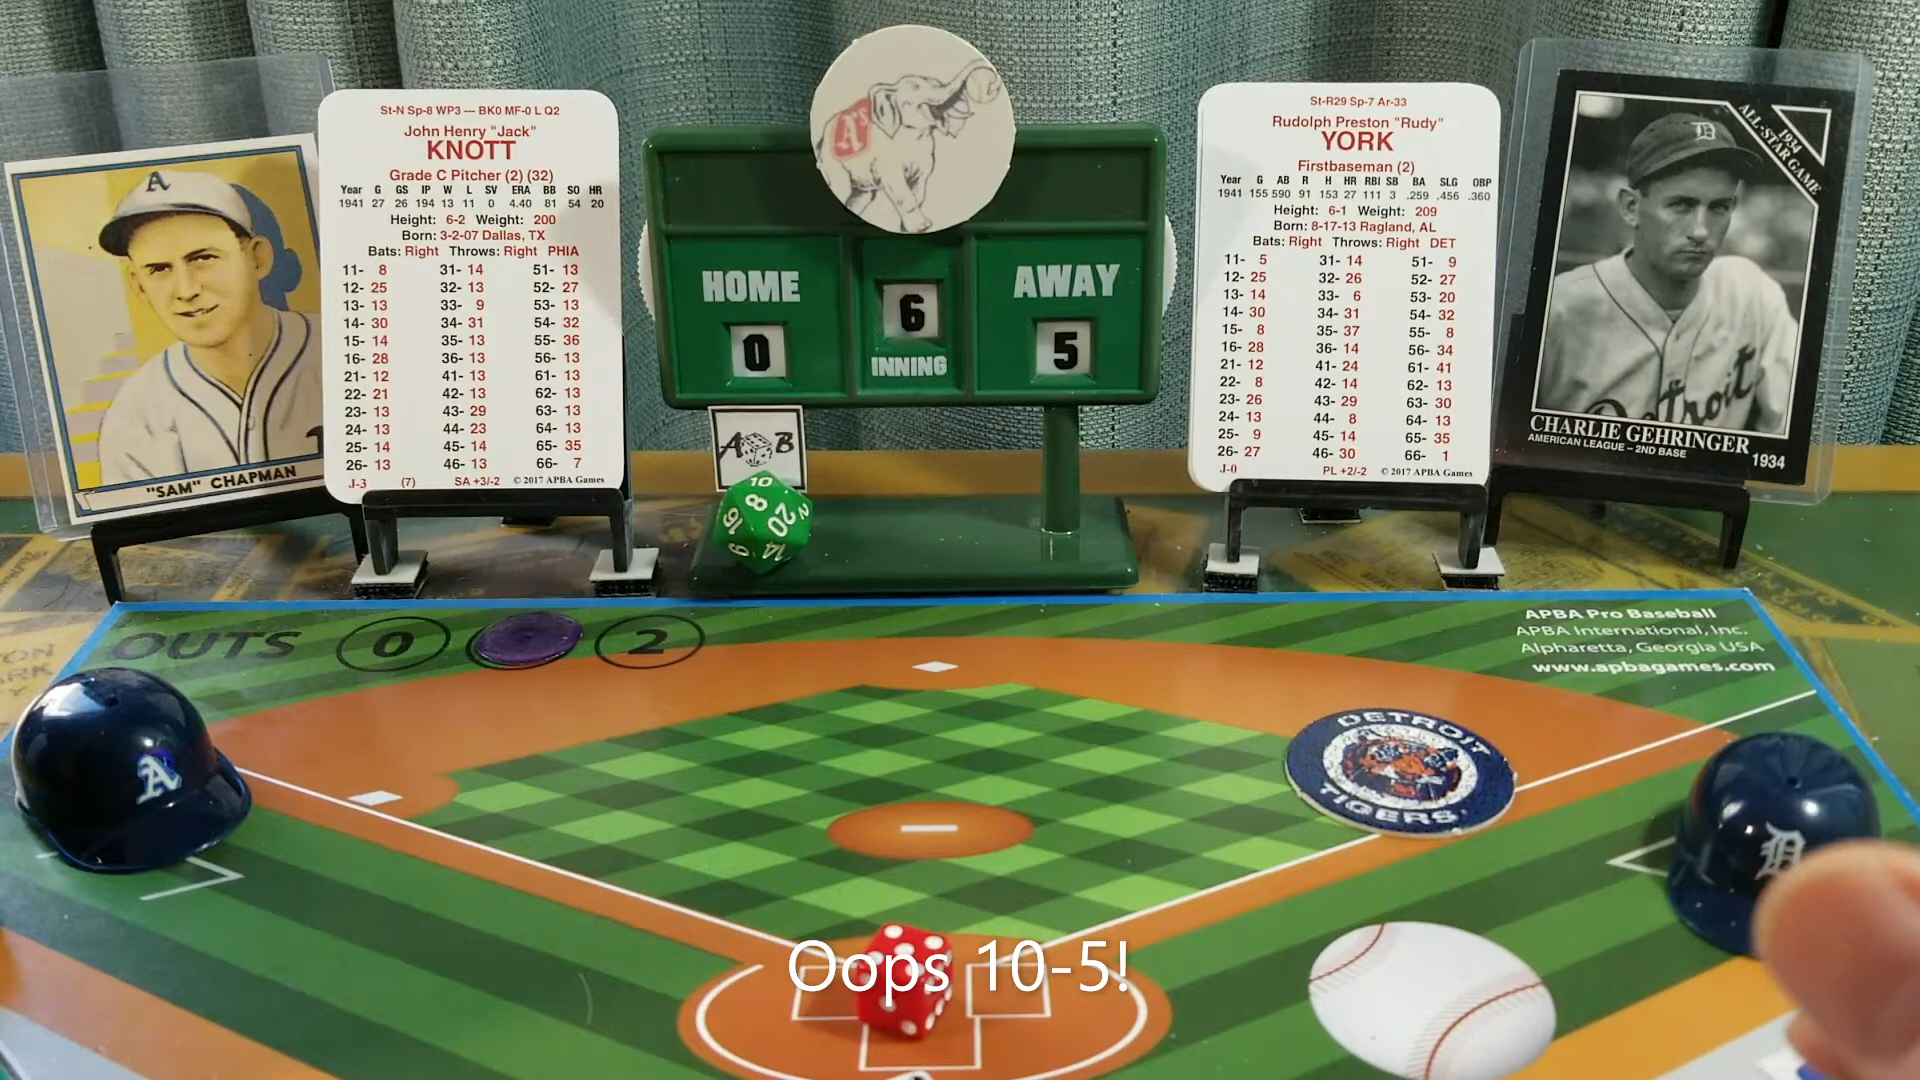 A
"SAM" CHAPMAN
St-N Sp-8 WP3 --- BK0 MF-0 L Q2
John Henry "Jack"
KNOTT
Grade C Pitcher (2) (32)
Year G GS IP W L SV ERA BB SO HR
1941 27 26 194 13 11 0 4.40 81 54 20
Height: 6-2 Weight: 200
Born: 3-2-07 Dallas, TX
Bats: Right Throws: Right PHIA
11- 8 31- 14 51- 13
12- 25 32- 13 52- 27
13- 13 33- 9 53- 13
14- 30 34- 31 54- 32
15- 14 35- 13 55- 36
16- 28 36- 13 56- 13
21- 12 41- 13 61- 13
22- 21 42- 13 62- 13
23- 13 43- 29 63- 13
24- 13 44- 23 64- 13
25- 14 45- 14 65- 35
26- 13 46- 13 66- 7
J-3 (7) SA +3/-2 © 2017 APBA Games
A's
HOME
0
6
INNING
AWAY
5
A B
10
8
20
2
16
14
9
St-R29 Sp-7 Ar-33
Rudolph Preston "Rudy"
YORK
Firstbaseman (2)
Year G AB R H HR RBI SB BA SLG OBP
1941 155 590 91 153 27 111 3 .259 .456 .360
Height: 6-1 Weight: 209
Born: 8-17-13 Ragland, AL
Bats: Right Throws: Right DET
11- 5 31- 14 51- 9
12- 25 32- 26 52- 27
13- 14 33- 6 53- 20
14- 30 34- 31 54- 32
15- 8 35- 37 55- 8
16- 28 36- 14 56- 34
21- 12 41- 24 61- 41
22- 8 42- 14 62- 13
23- 26 43- 29 63- 30
24- 13 44- 8 64- 13
25- 9 45- 14 65- 35
26- 27 46- 30 66- 1
J-0 PL +2/-2 © 2017 APBA Games
1934
ALL-STAR GAME
D
Detroit
CHARLIE GEHRINGER
AMERICAN LEAGUE – 2ND BASE
1934
OUTS 0 2
APBA Pro Baseball
APBA International, Inc.
Alpharetta, Georgia USA
www.apbagames.com
A
DETROIT
TIGERS
D
Oops 10-5!